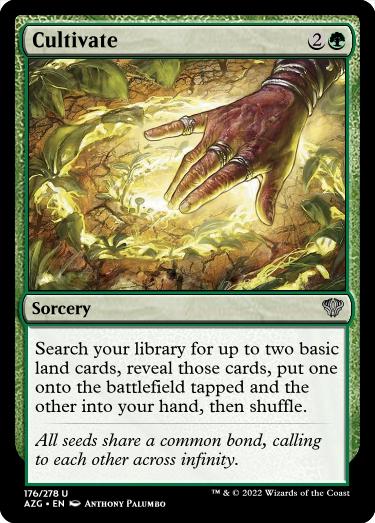 Cultivate 2
Sorcery
Search your library for up to two basic
land cards, reveal those cards, put one
onto the battlefield tapped and the
other into your hand, then shuffle.
All seeds share a common bond, calling
to each other across infinity.
176/278 U
AZG • EN Anthony Palumbo
™ & © 2022 Wizards of the Coast